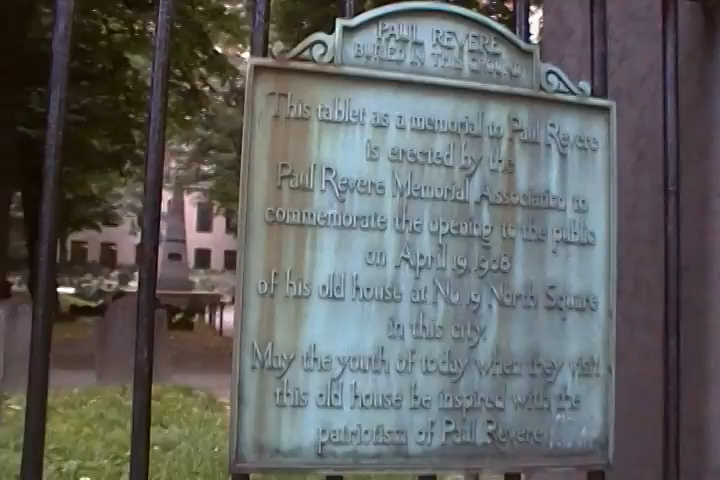 PAUL REVERE
BURIED IN THIS GROUND
This tablet as a memorial to Paul Revere
is erected by the
Paul Revere Memorial Association to
commemorate the opening to the public
on April 19, 1908
of his old house at No. 19 North Square
in this city.
May the youth of today when they visit
this old house be inspired with the
patriotism of Paul Revere